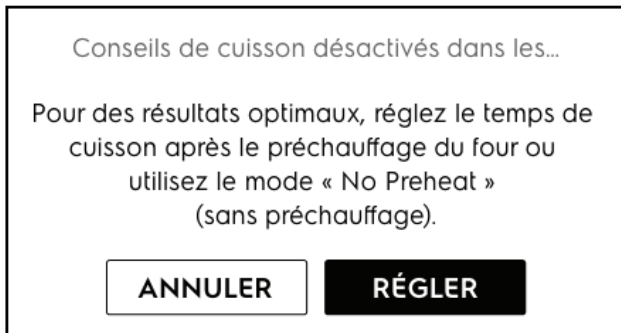 Conseils de cuisson désactivés dans les...
Pour des résultats optimaux, réglez le temps de
cuisson après le préchauffage du four ou
utilisez le mode « No Preheat »
(sans préchauffage).
ANNULER RÉGLER